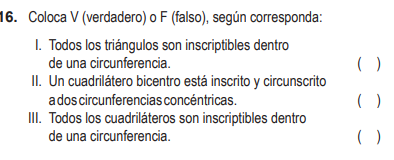 16. Coloca V (verdadero) o F (falso), según corresponda:
I. Todos los triángulos son inscriptibles dentro
de una circunferencia. ( )
II. Un cuadrilátero bicentro está inscrito y circunscrito
a dos circunferencias concéntricas. ( )
III. Todos los cuadriláteros son inscriptibles dentro
de una circunferencia. ( )